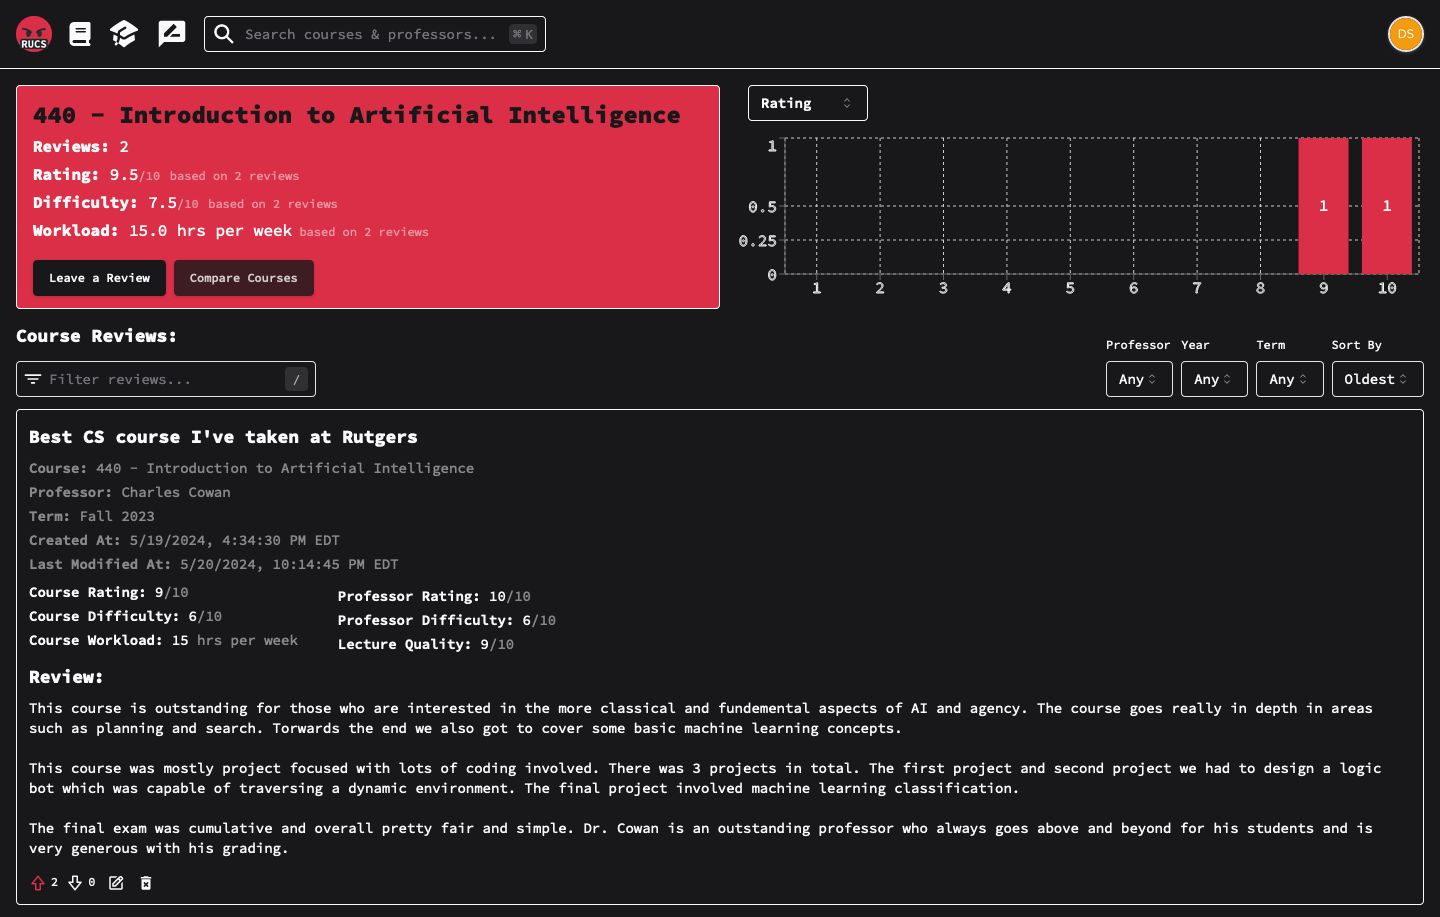 RUCS
Search courses & professors... ⌘ K
DS
440 - Introduction to Artificial Intelligence
Reviews: 2
Rating: 9.5/10 based on 2 reviews
Difficulty: 7.5/10 based on 2 reviews
Workload: 15.0 hrs per week based on 2 reviews
Leave a Review Compare Courses
Rating
1
0.5
0.25
0
1 1
1 2 3 4 5 6 7 8 9 10
Course Reviews:
Professor Year Term Sort By
Filter reviews... /
Any Any Any Oldest
Best CS course I've taken at Rutgers
Course: 440 - Introduction to Artificial Intelligence
Professor: Charles Cowan
Term: Fall 2023
Created At: 5/19/2024, 4:34:30 PM EDT
Last Modified At: 5/20/2024, 10:14:45 PM EDT
Course Rating: 9/10
Course Difficulty: 6/10
Course Workload: 15 hrs per week
Professor Rating: 10/10
Professor Difficulty: 6/10
Lecture Quality: 9/10
Review:
This course is outstanding for those who are interested in the more classical and fundemental aspects of AI and agency. The course goes really in depth in areas
such as planning and search. Torwards the end we also got to cover some basic machine learning concepts.
This course was mostly project focused with lots of coding involved. There was 3 projects in total. The first project and second project we had to design a logic
bot which was capable of traversing a dynamic environment. The final project involved machine learning classification.
The final exam was cumulative and overall pretty fair and simple. Dr. Cowan is an outstanding professor who always goes above and beyond for his students and is
very generous with his grading.
2 0